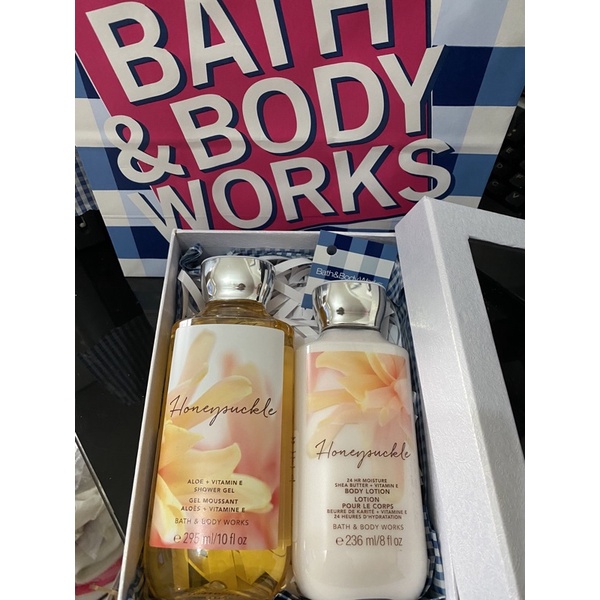 BATH
& BODY
WORKS
Bath&Body
Honeysuckle
ALOE + VITAMIN E
SHOWER GEL
GEL MOUSSANT
ALOÈS + VITAMINE E
BATH & BODY WORKS
e 295 ml/10 fl oz
Honeysuckle
24 HR MOISTURE
SHEA BUTTER + VITAMIN E
BODY LOTION
LOTION
POUR LE CORPS
BEURRE DE KARITÉ + VITAMINE E
24 HEURES D'HYDRATATION
BATH & BODY WORKS
e 236 ml/8 fl oz